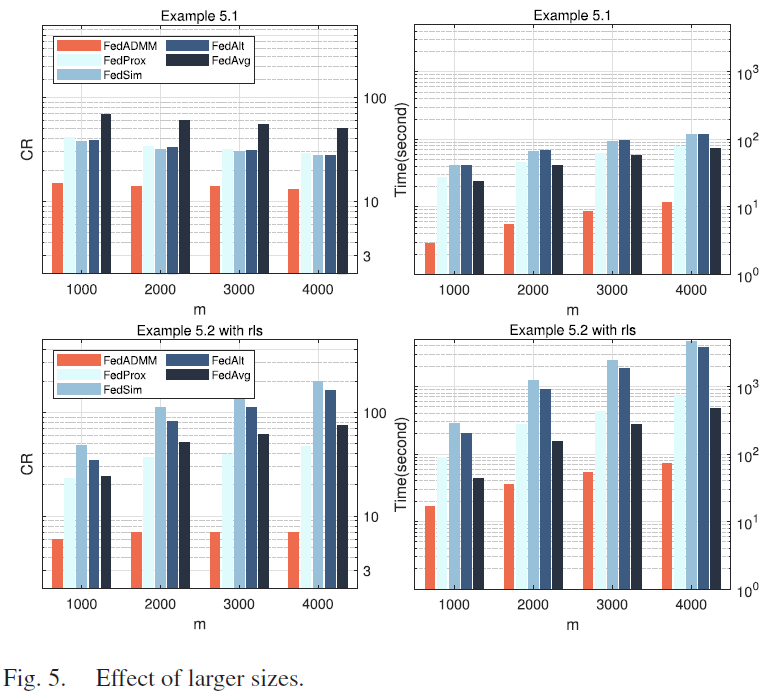 Example 5.1
FedADMM FedAlt
FedProx FedAvg
FedSim
CR
100
10
3
1000 2000 3000 4000
m
Example 5.1
Time(second)
10^3
10^2
10^1
10^0
1000 2000 3000 4000
m
Example 5.2 with rls
FedADMM FedAlt
FedProx FedAvg
FedSim
CR
100
10
3
1000 2000 3000 4000
m
Example 5.2 with rls
Time(second)
10^3
10^2
10^1
10^0
1000 2000 3000 4000
m
Fig. 5. Effect of larger sizes.